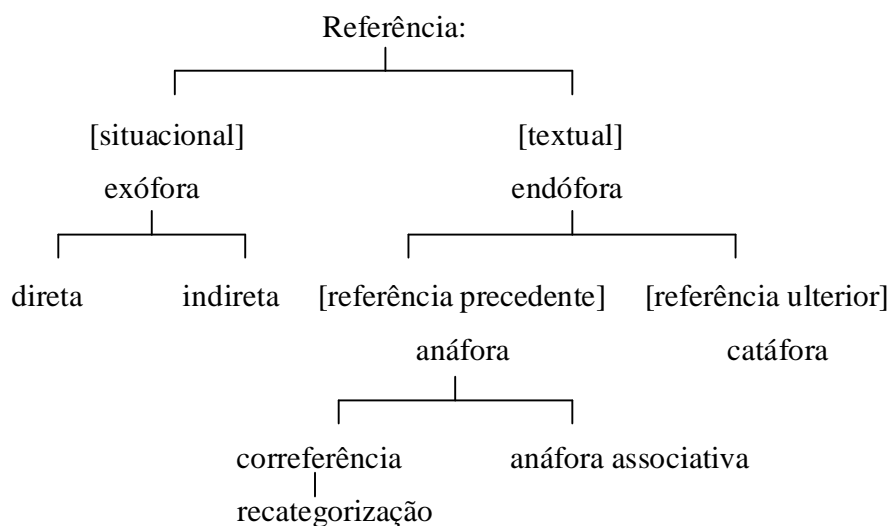 Referência:
[situacional] [textual]
exófora endófora
direta indireta [referência precedente] [referência ulterior]
anáfora catáfora
correferência anáfora associativa
recategorização